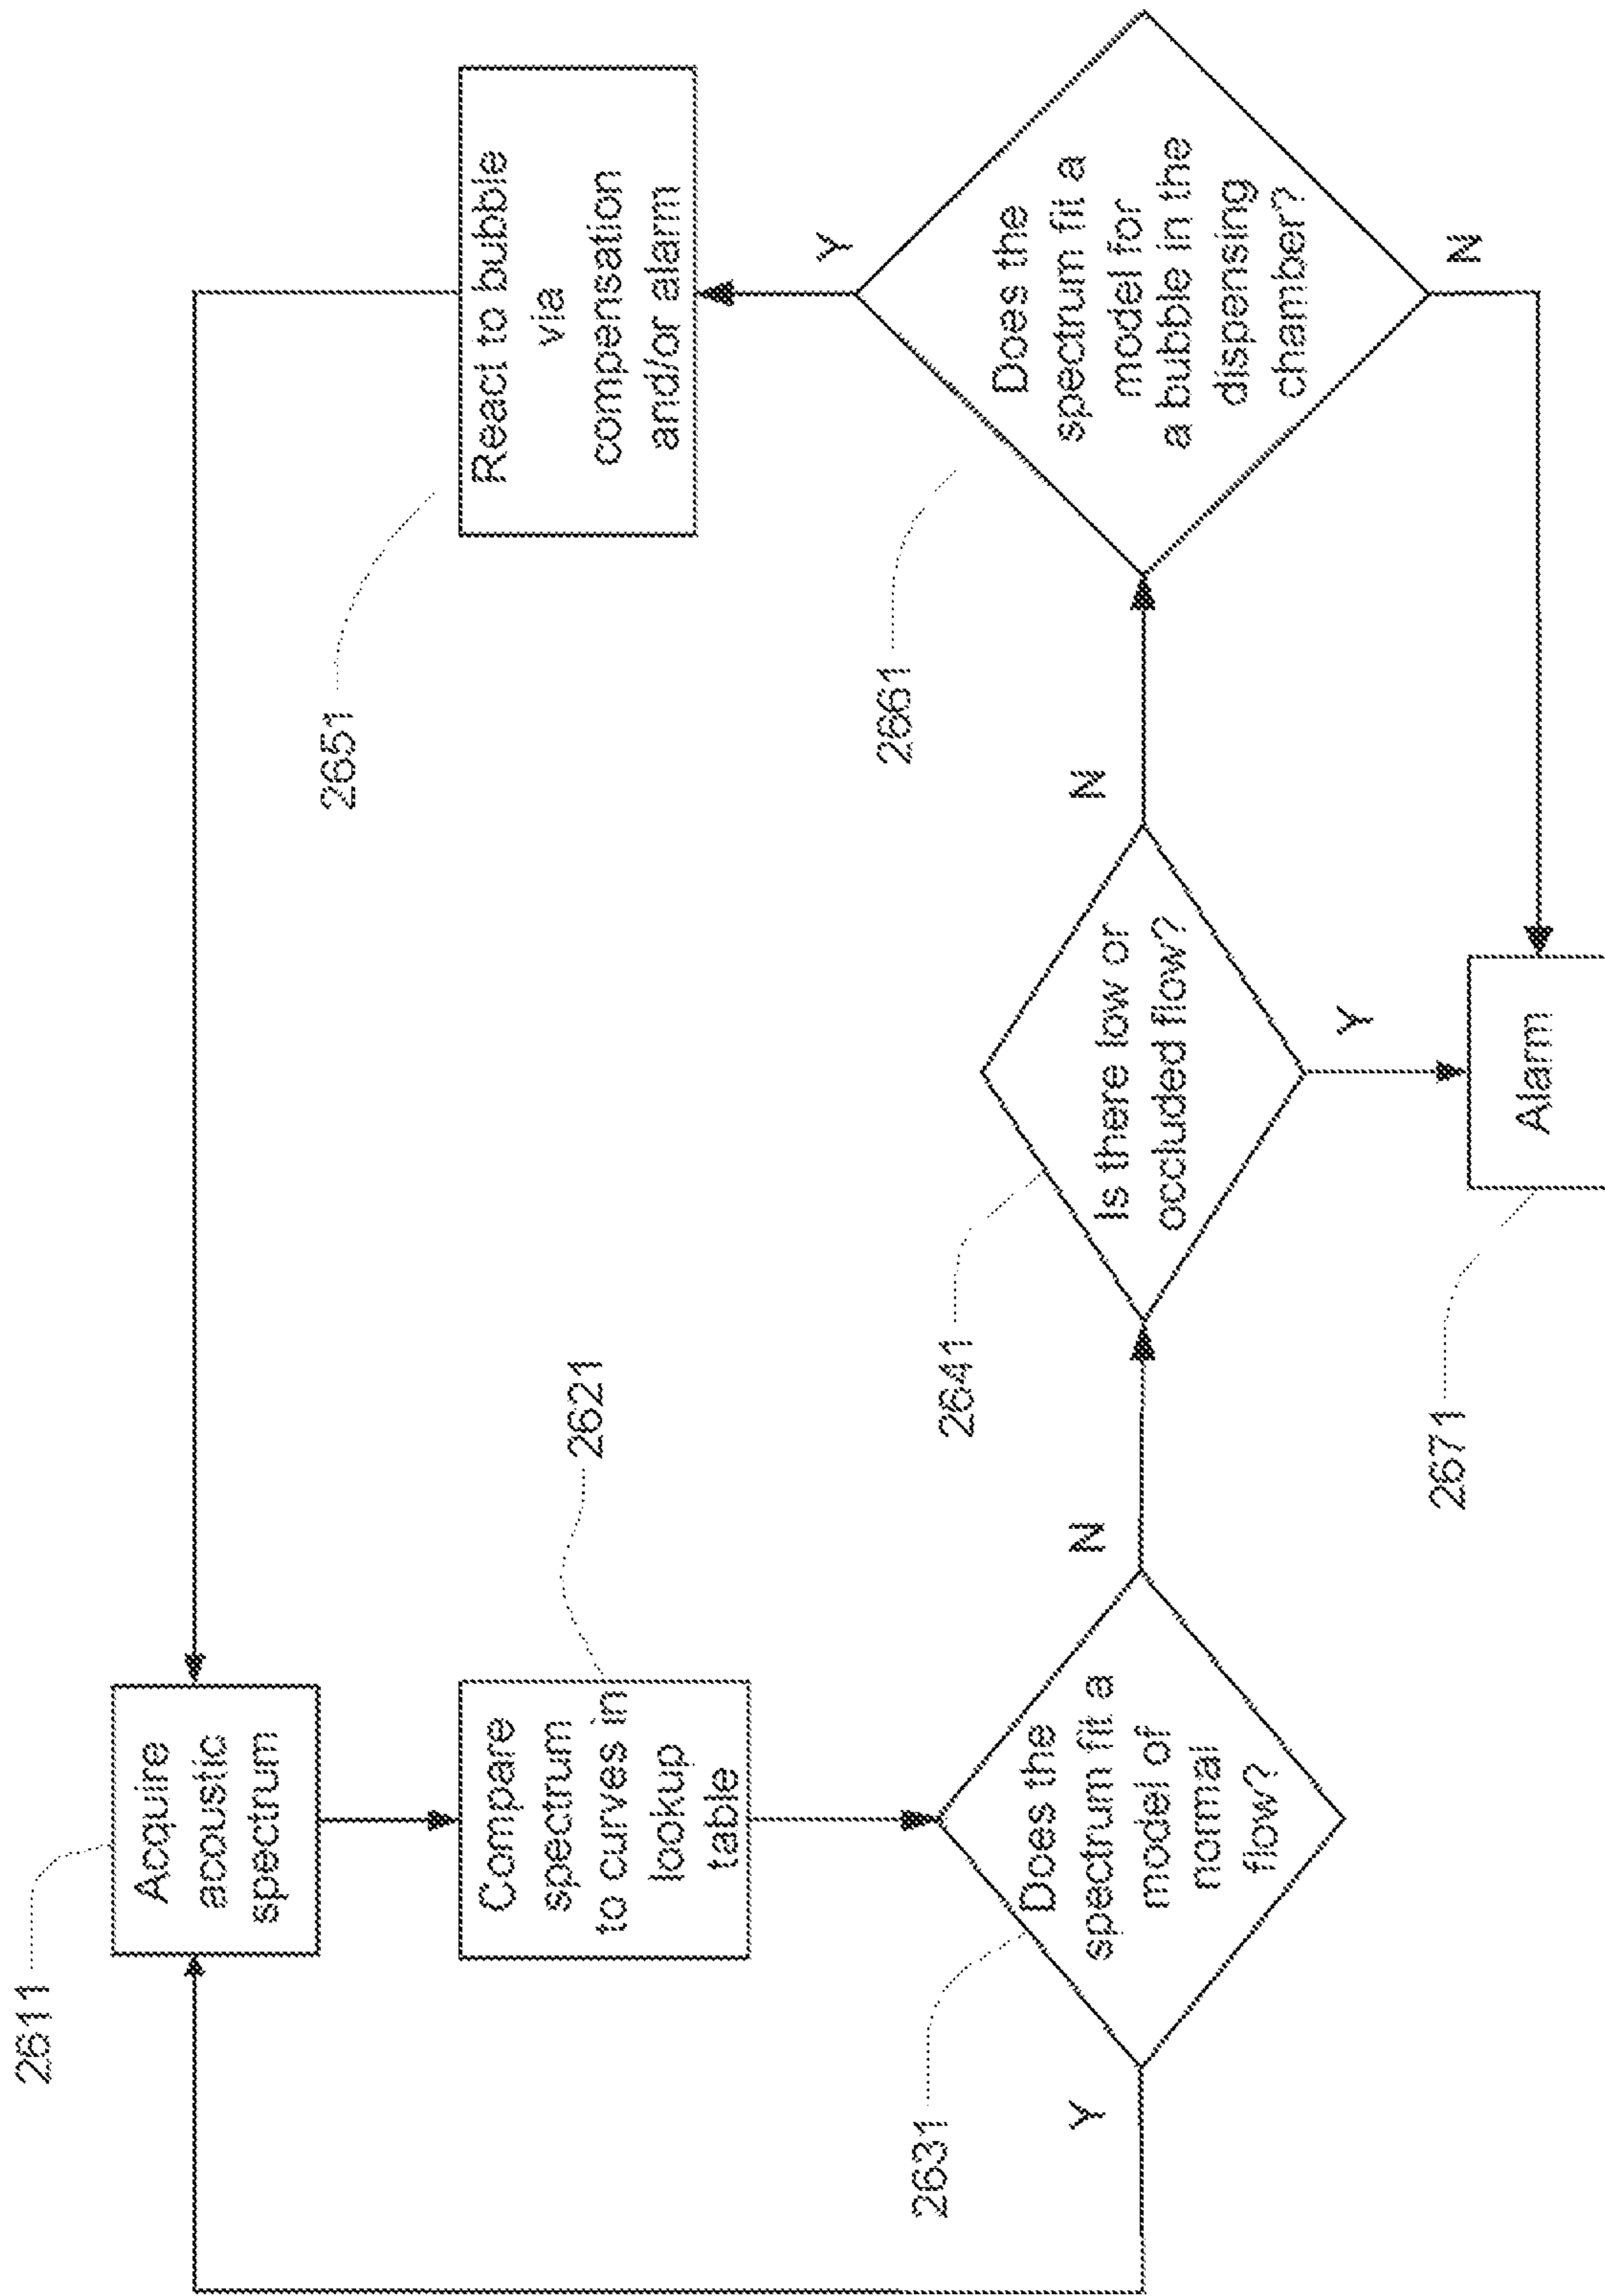 2611
Acquire
acoustic
spectrum
2621
Compare
spectrum
to curves in
lookup
table
2631
Does the
spectrum fit a
model of
normal
flow?
Y
N
2641
Is there low or
occluded flow?
Y
N
2651
React to bubble
via
compensation
and/or alarm
2661
Does the
spectrum fit a
model for
a bubble in the
dispensing
chamber?
Y
N
2671
Alarm